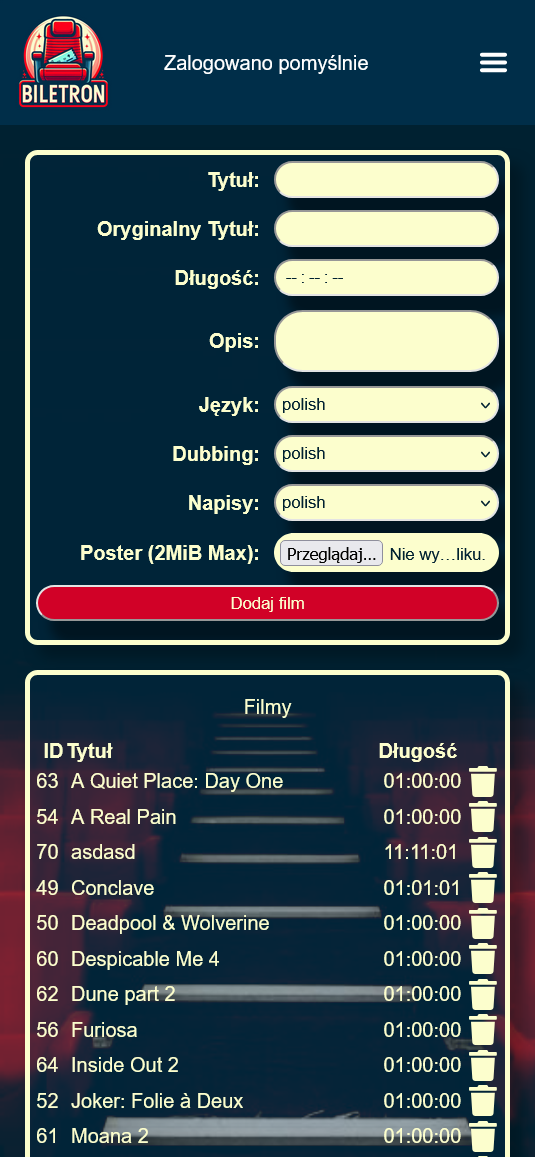 BILETRON
Zalogowano pomyślnie
Tytuł:
Oryginalny Tytuł:
Długość: -- : -- : --
Opis:
Język: polish
Dubbing: polish
Napisy: polish
Poster (2MiB Max): Przeglądaj... Nie wy…liku.
Dodaj film
Filmy
ID Tytuł Długość
63 A Quiet Place: Day One 01:00:00
54 A Real Pain 01:00:00
70 asdasd 11:11:01
49 Conclave 01:01:01
50 Deadpool & Wolverine 01:00:00
60 Despicable Me 4 01:00:00
62 Dune part 2 01:00:00
56 Furiosa 01:00:00
64 Inside Out 2 01:00:00
52 Joker: Folie à Deux 01:00:00
61 Moana 2 01:00:00